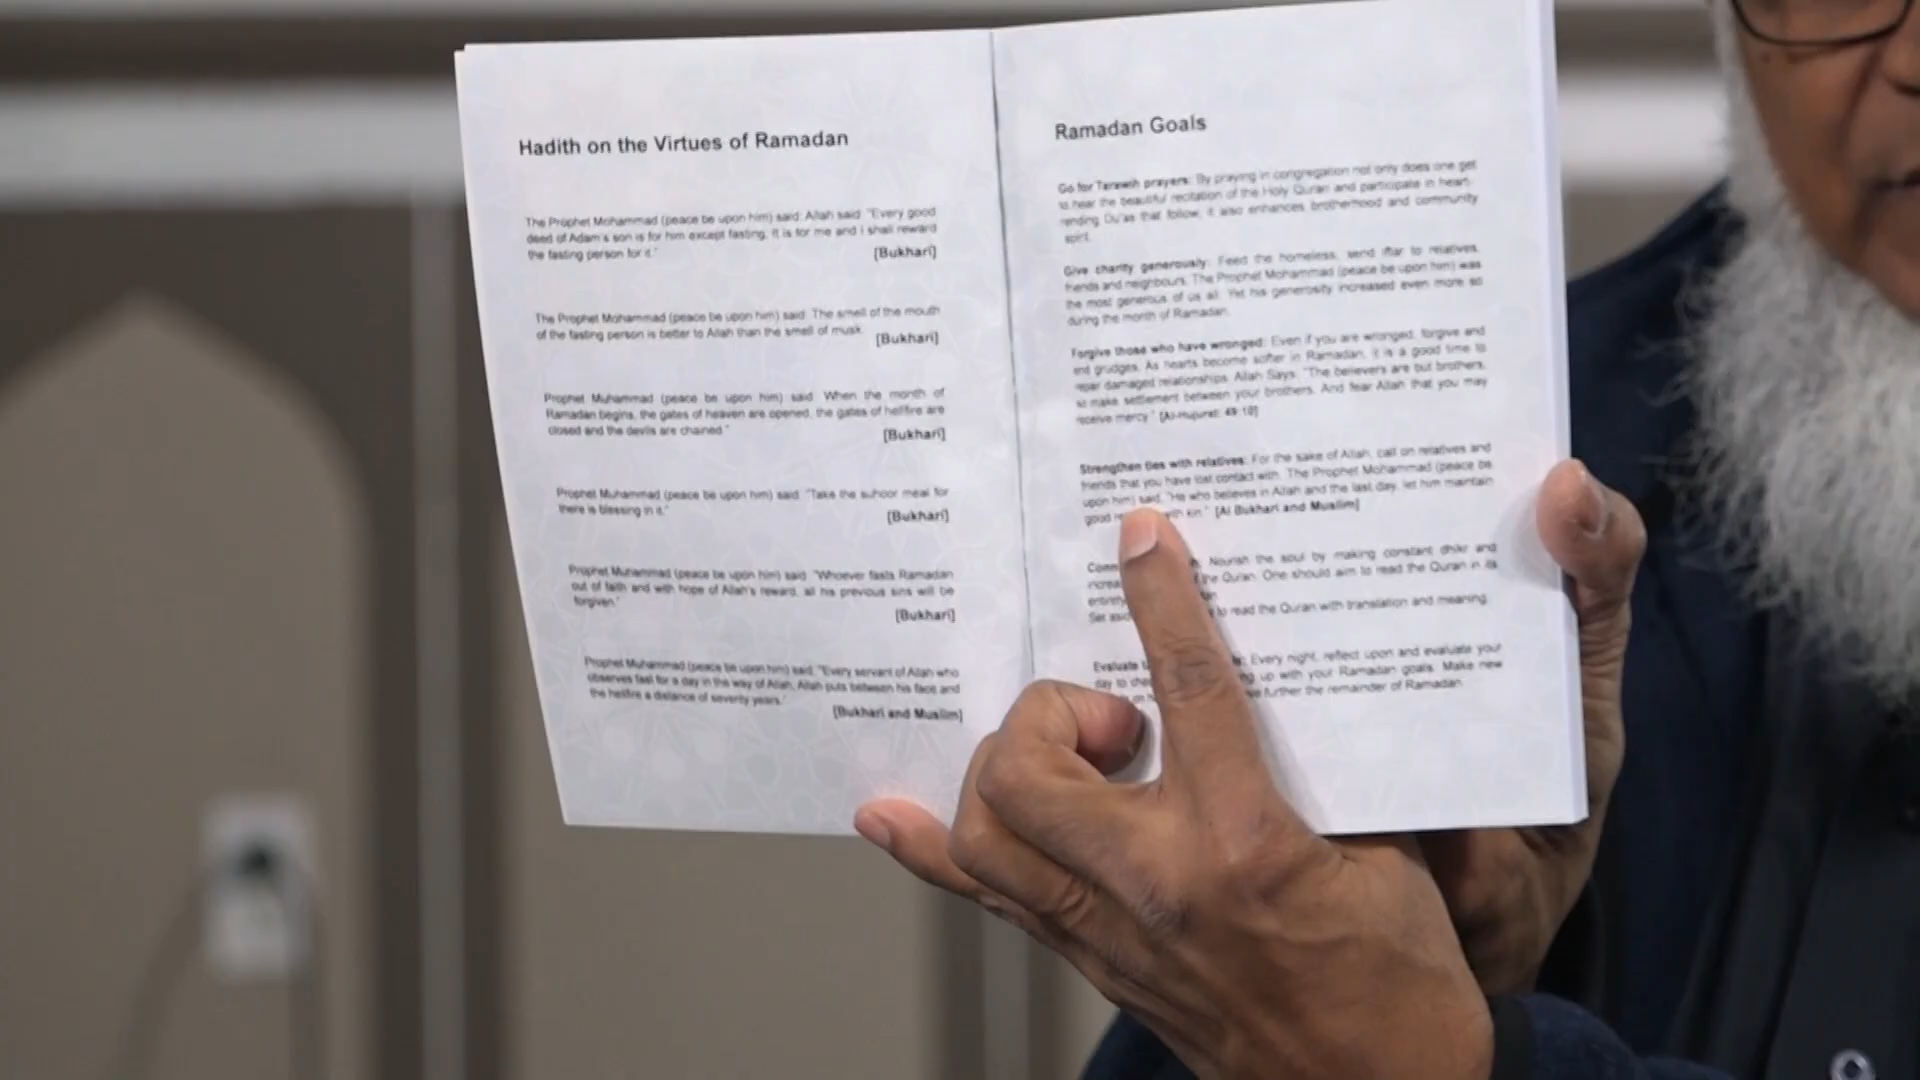 Hadith on the Virtues of Ramadan
The Prophet Mohammad (peace be upon him) said: Allah said: "Every good
deed of Adam's son is for him except fasting. It is for me and I shall reward
the fasting person for it."
[Bukhari]
The Prophet Mohammad (peace be upon him) said: The smell of the mouth
of the fasting person is better to Allah than the smell of musk.
[Bukhari]
Prophet Muhammad (peace be upon him) said: When the month of
Ramadan begins, the gates of heaven are opened, the gates of hellfire are
closed and the devils are chained."
[Bukhari]
Prophet Muhammad (peace be upon him) said: "Take the suhoor meal for
there is blessing in it."
[Bukhari]
Prophet Muhammad (peace be upon him) said: "Whoever fasts Ramadan
out of faith and with hope of Allah's reward, all his previous sins will be
forgiven."
[Bukhari]
Prophet Muhammad (peace be upon him) said: "Every servant of Allah who
observes fast for a day in the way of Allah, Allah puts between his face and
the hellfire a distance of seventy years."
[Bukhari and Muslim]
Ramadan Goals
Go for Tarawih prayers: By praying in congregation not only does one get
to hear the beautiful recitation of the Holy Quran and participate in heart-
rending Du'as that follow, it also enhances brotherhood and community
spirit.
Give charity generously: Feed the homeless, send iftar to relatives,
friends and neighbours. The Prophet Mohammad (peace be upon him) was
the most generous of us all. Yet his generosity increased even more so
during the month of Ramadan.
Forgive those who have wronged: Even if you are wronged, forgive and
end grudges. As hearts become softer in Ramadan, it is a good time to
repair damaged relationships. Allah Says: "The believers are but brothers,
so make settlement between your brothers. And fear Allah that you may
receive mercy." [Al-Hujurat: 49:10]
Strengthen ties with relatives: For the sake of Allah, call on relatives and
friends that you have lost contact with. The Prophet Mohammad (peace be
upon him) said: "He who believes in Allah and the last day, let him maintain
good with kin." [Al Bukhari and Muslim]
Nourish the soul by making constant dhikr and
the Quran. One should aim to read the Quran in its
entirety
Set to read the Quran with translation and meaning.
Evaluate Every night, reflect upon and evaluate your
day to up with your Ramadan goals. Make new
on further the remainder of Ramadan.